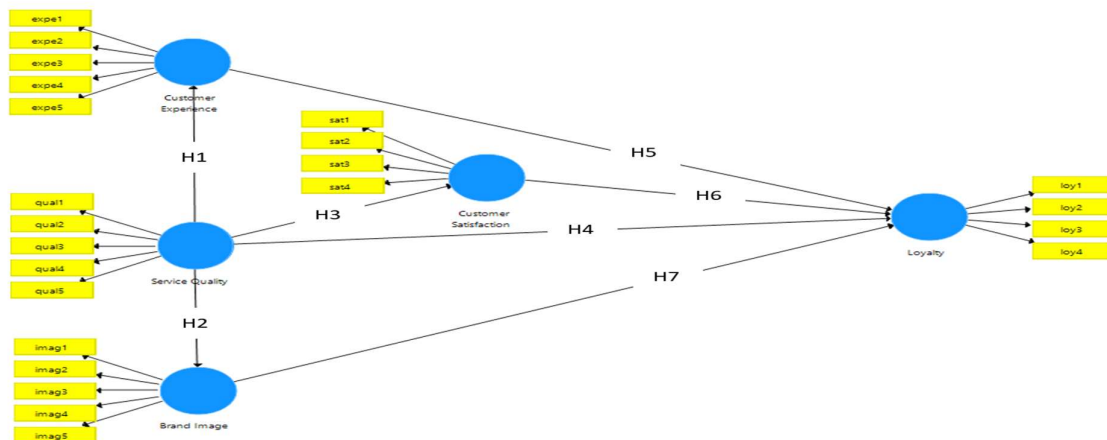 expe1
expe2
expe3
expe4
expe5
Customer
Experience
H1
sat1
sat2
sat3
sat4
Customer
Satisfaction
H5
H6
H3
H4
qual1
qual2
qual3
qual4
qual5
Service Quality
H7
loy1
loy2
loy3
loy4
Loyalty
H2
imag1
imag2
imag3
imag4
imag5
Brand Image